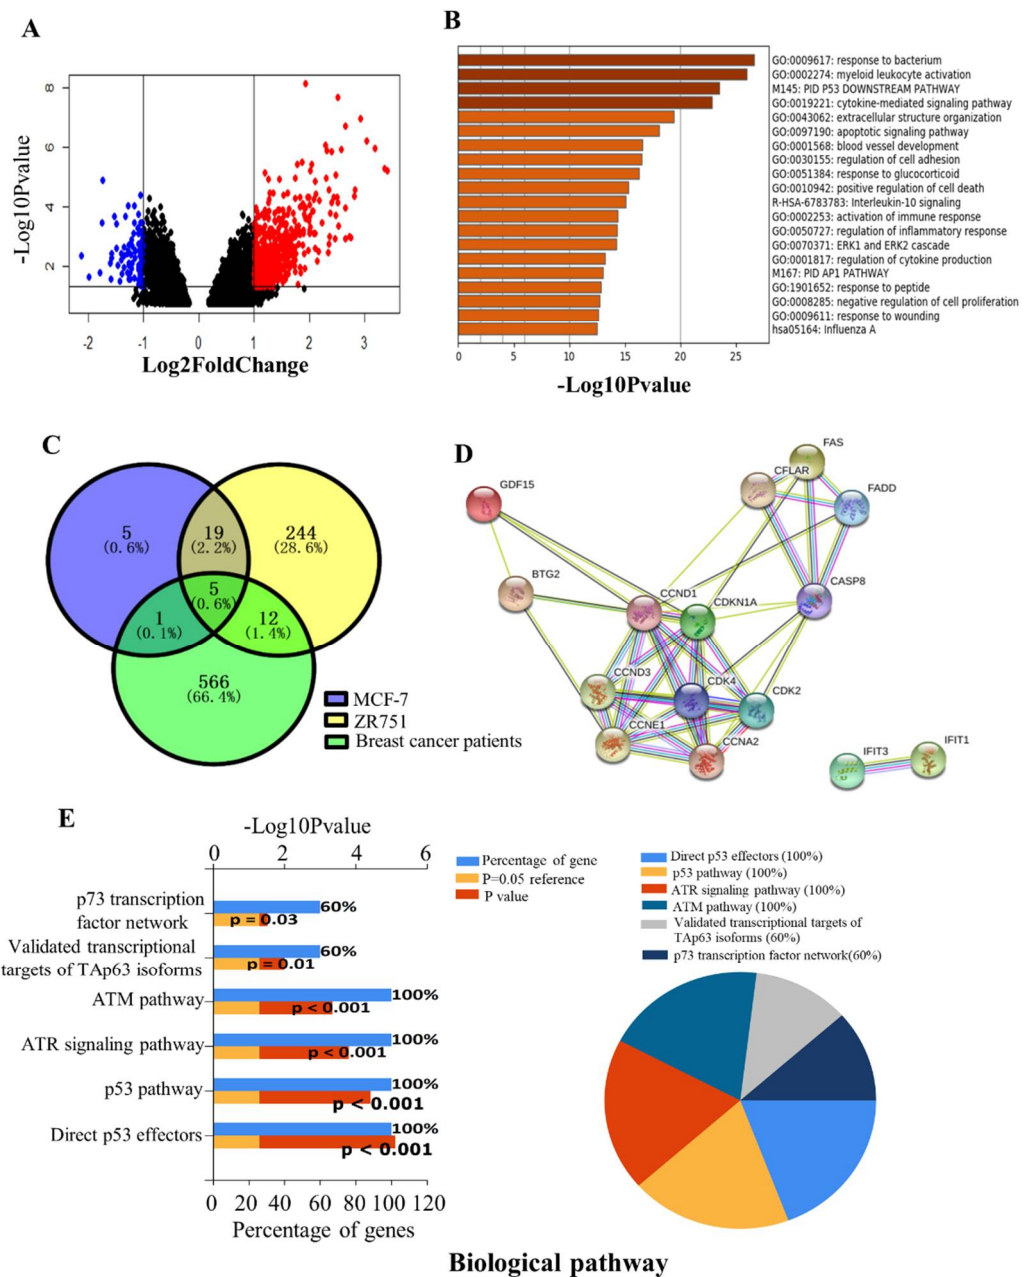 A
-Log10Pvalue
8
6
4
2
-2
-1
0
1
2
3
Log2FoldChange
B
GO:0009617: response to bacterium
GO:0002274: myeloid leukocyte activation
M145: PID P53 DOWNSTREAM PATHWAY
GO:0019221: cytokine-mediated signaling pathway
GO:0043062: extracellular structure organization
GO:0097190: apoptotic signaling pathway
GO:0001568: blood vessel development
GO:0030155: regulation of cell adhesion
GO:0051384: response to glucocorticoid
GO:0010942: positive regulation of cell death
R-HSA-6783783: Interleukin-10 signaling
GO:0002253: activation of immune response
GO:0050727: regulation of inflammatory response
GO:0070371: ERK1 and ERK2 cascade
GO:0001817: regulation of cytokine production
M167: PID AP1 PATHWAY
GO:1901652: response to peptide
GO:0008285: negative regulation of cell proliferation
GO:0009611: response to wounding
hsa05164: Influenza A
0
5
10
15
20
25
-Log10Pvalue
C
5
(0.6%)
19
(2.2%)
244
(28.6%)
5
(0.6%)
1
(0.1%)
12
(1.4%)
566
(66.4%)
MCF-7
ZR751
Breast cancer patients
D
FAS
CFLAR
GDF15
FADD
BTG2
CASP8
CCND1
CDKN1A
CCND3
CDK4
CDK2
CCNE1
CCNA2
IFIT3
IFIT1
E
-Log10Pvalue
0 2 4 6
p73 transcription
factor network
60%
p = 0.03
Validated transcriptional
targets of TAp63 isoforms
60%
p = 0.01
ATM pathway
100%
p < 0.001
ATR signaling pathway
100%
p < 0.001
p53 pathway
100%
p < 0.001
Direct p53 effectors
100%
p < 0.001
0 20 40 60 80 100 120
Percentage of genes
Percentage of gene
P=0.05 reference
P value
Direct p53 effectors (100%)
p53 pathway (100%)
ATR signaling pathway (100%)
ATM pathway (100%)
Validated transcriptional targets of
TAp63 isoforms (60%)
p73 transcription factor network(60%)
Biological pathway